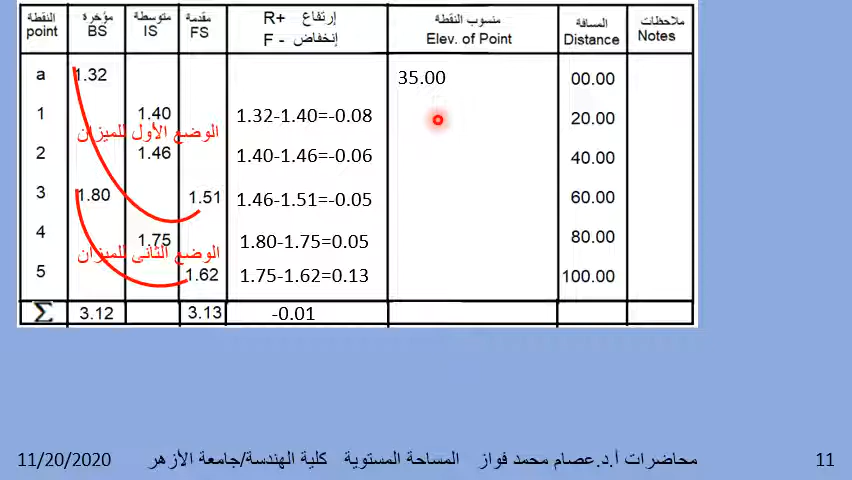 النقطة مؤخرة متوسطة مقدمة إرتفاع R+ منسوب النقطة المسافة ملاحظات
point BS IS FS إنخفاض F - Elev. of Point Distance Notes
a 1.32 35.00 00.00
1 1.40 1.32-1.40=-0.08 20.00
الوضع الأول للميزان
2 1.46 1.40-1.46=-0.06 40.00
3 1.80 1.51 1.46-1.51=-0.05 60.00
4 1.75 1.80-1.75=0.05 80.00
الوضع الثانى للميزان
5 1.62 1.75-1.62=0.13 100.00
Σ 3.12 3.13 -0.01
11/20/2020 محاضرات أ.د.عصام محمد فواز المساحة المستوية كلية الهندسة/جامعة الأزهر 11